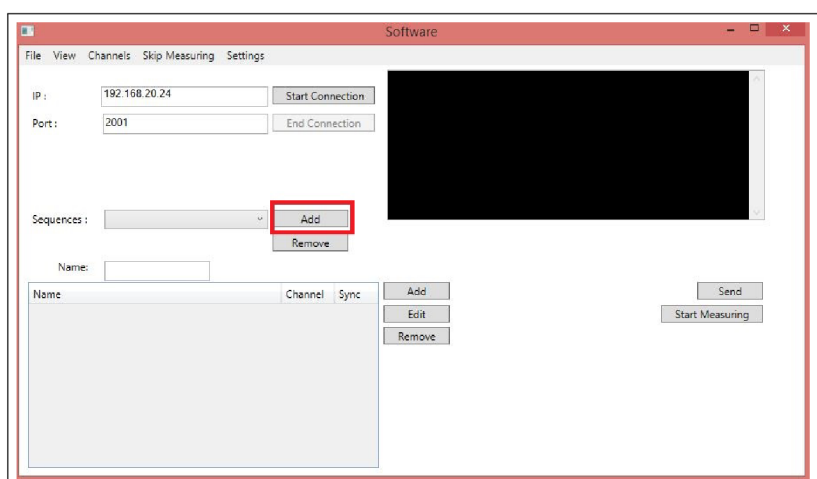 Software
File View Channels Skip Measuring Settings
IP : 192.168.20.24 Start Connection
Port : 2001 End Connection
Sequences : Add
Remove
Name:
Name Channel Sync
Add Send
Edit Start Measuring
Remove